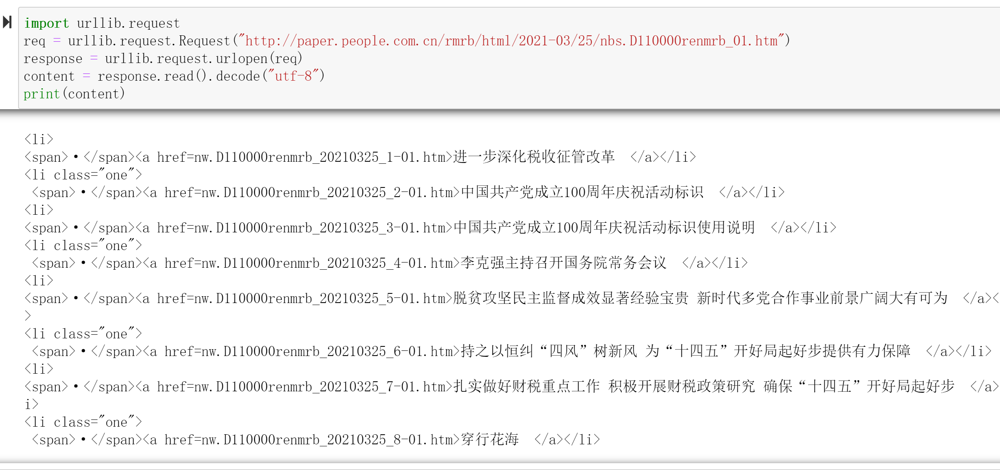 import urllib.request
req = urllib.request.Request("http://paper.people.com.cn/rmrb/html/2021-03/25/nbs.D110000renmrb_01.htm")
response = urllib.request.urlopen(req)
content = response.read().decode("utf-8")
print(content)
<li>
<span>·</span><a href=nw.D110000renmrb_20210325_1-01.htm>进一步深化税收征管改革  </a></li>
<li class="one">
 <span>·</span><a href=nw.D110000renmrb_20210325_2-01.htm>中国共产党成立100周年庆祝活动标识  </a></li>
<li>
<span>·</span><a href=nw.D110000renmrb_20210325_3-01.htm>中国共产党成立100周年庆祝活动标识使用说明  </a></li>
<li class="one">
 <span>·</span><a href=nw.D110000renmrb_20210325_4-01.htm>李克强主持召开国务院常务会议  </a></li>
<li>
<span>·</span><a href=nw.D110000renmrb_20210325_5-01.htm>脱贫攻坚民主监督成效显著经验宝贵 新时代多党合作事业前景广阔大有可为  </a><
>
<li class="one">
 <span>·</span><a href=nw.D110000renmrb_20210325_6-01.htm>持之以恒纠“四风”树新风 为“十四五”开好局起好步提供有力保障  </a></li>
<li>
<span>·</span><a href=nw.D110000renmrb_20210325_7-01.htm>扎实做好财税重点工作 积极开展财税政策研究 确保“十四五”开好局起好步  </a>
i>
<li class="one">
 <span>·</span><a href=nw.D110000renmrb_20210325_8-01.htm>穿行花海  </a></li>